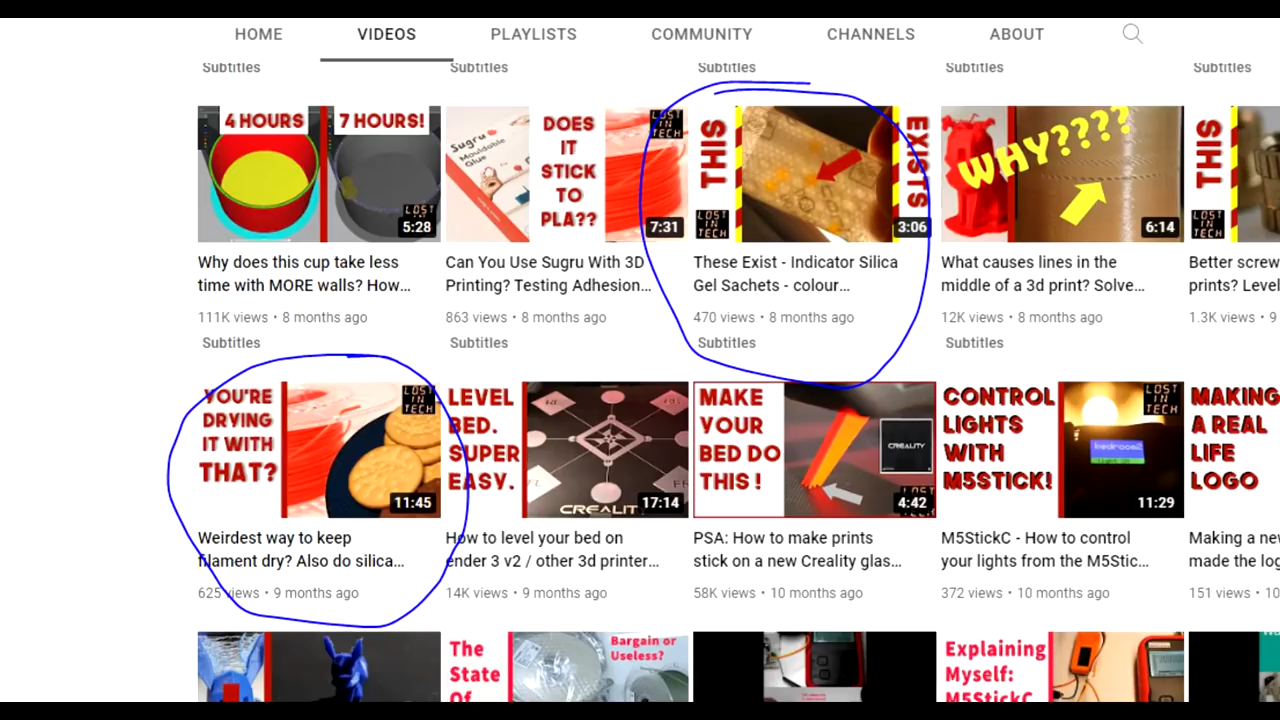 HOME VIDEOS PLAYLISTS COMMUNITY CHANNELS ABOUT
Subtitles Subtitles Subtitles Subtitles Subtitles
4 HOURS 7 HOURS!
LOST IN TECH
5:28
Why does this cup take less
time with MORE walls? How...
111K views • 8 months ago
Subtitles
Sugru
Mouldable
Glue
DOES
IT
STICK
TO
PLA??
LOST IN TECH
7:31
Can You Use Sugru With 3D
Printing? Testing Adhesion...
863 views • 8 months ago
Subtitles
THIS
EXISTS
LOST IN TECH
3:06
These Exist - Indicator Silica
Gel Sachets - colour...
470 views • 8 months ago
Subtitles
WHY????
6:14
What causes lines in the
middle of a 3d print? Solve...
12K views • 8 months ago
Subtitles
THIS
LOST IN TECH
Better screw
prints? Level
1.3K views • 9
YOU'RE
DRYING
IT WITH
THAT?
LOST IN TECH
11:45
Weirdest way to keep
filament dry? Also do silica...
625 views • 9 months ago
LEVEL
BED.
SUPER
EASY.
CREALIT
17:14
How to level your bed on
ender 3 v2 / other 3d printer...
14K views • 9 months ago
MAKE
YOUR
BED DO
THIS !
CREALITY
LOST IN
4:42
PSA: How to make prints
stick on a new Creality glas...
58K views • 10 months ago
CONTROL
LIGHTS
WITH
M5STICK!
LOST IN TECH
bedroom2
11:29
M5StickC - How to control
your lights from the M5Stic...
372 views • 10 months ago
MAKING
A REAL
LIFE
LOGO
Making a new
made the log
151 views • 10
The
State
Of
Bargain or
Useless?
Explaining
Myself:
M5StickC